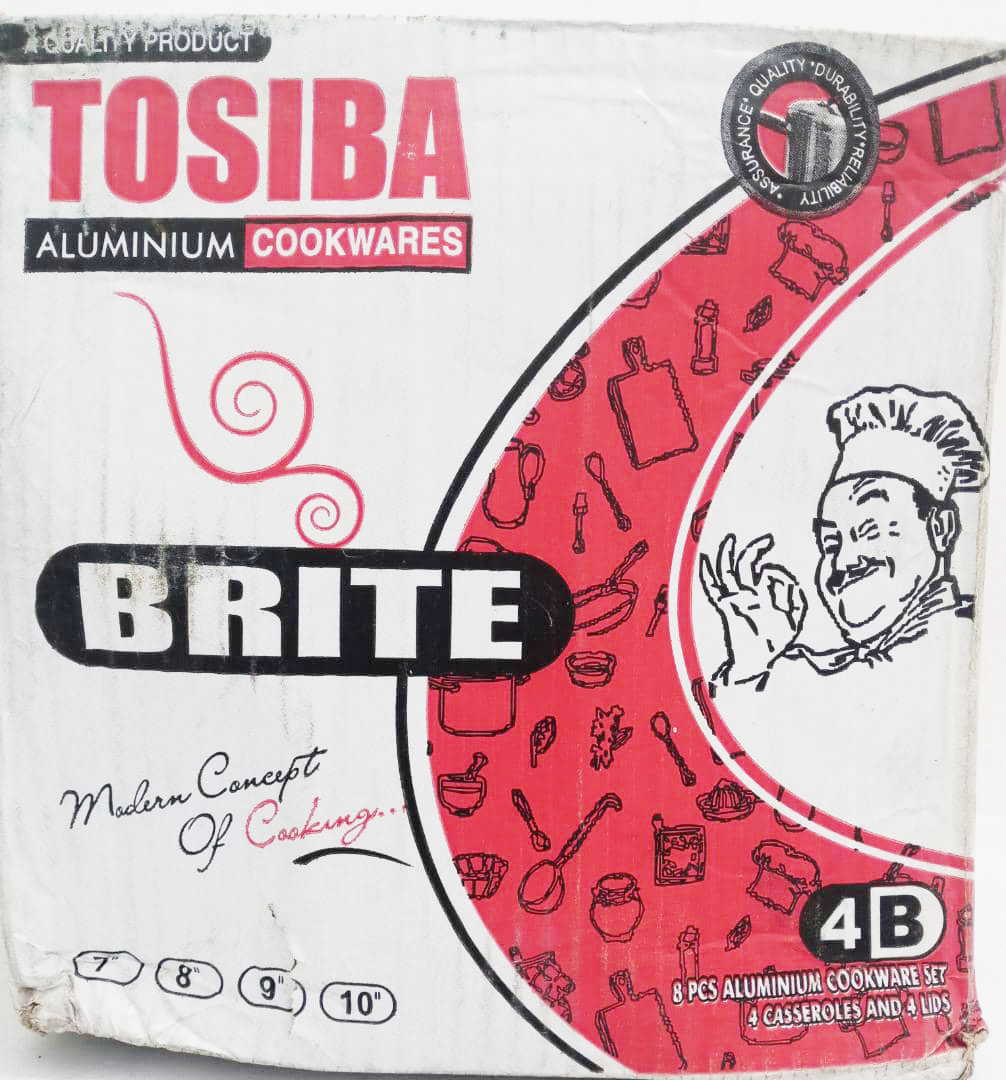 A QUALITY PRODUCT
TOSIBA
ALUMINIUM COOKWARES
ASSURANCE * QUALITY * DURABILITY * RELIABILITY *
BRITE
Modern Concept
Of Cooking...
7" 8" 9" 10"
4 B
8 PCS ALUMINIUM COOKWARE SET
4 CASSEROLES AND 4 LIDS